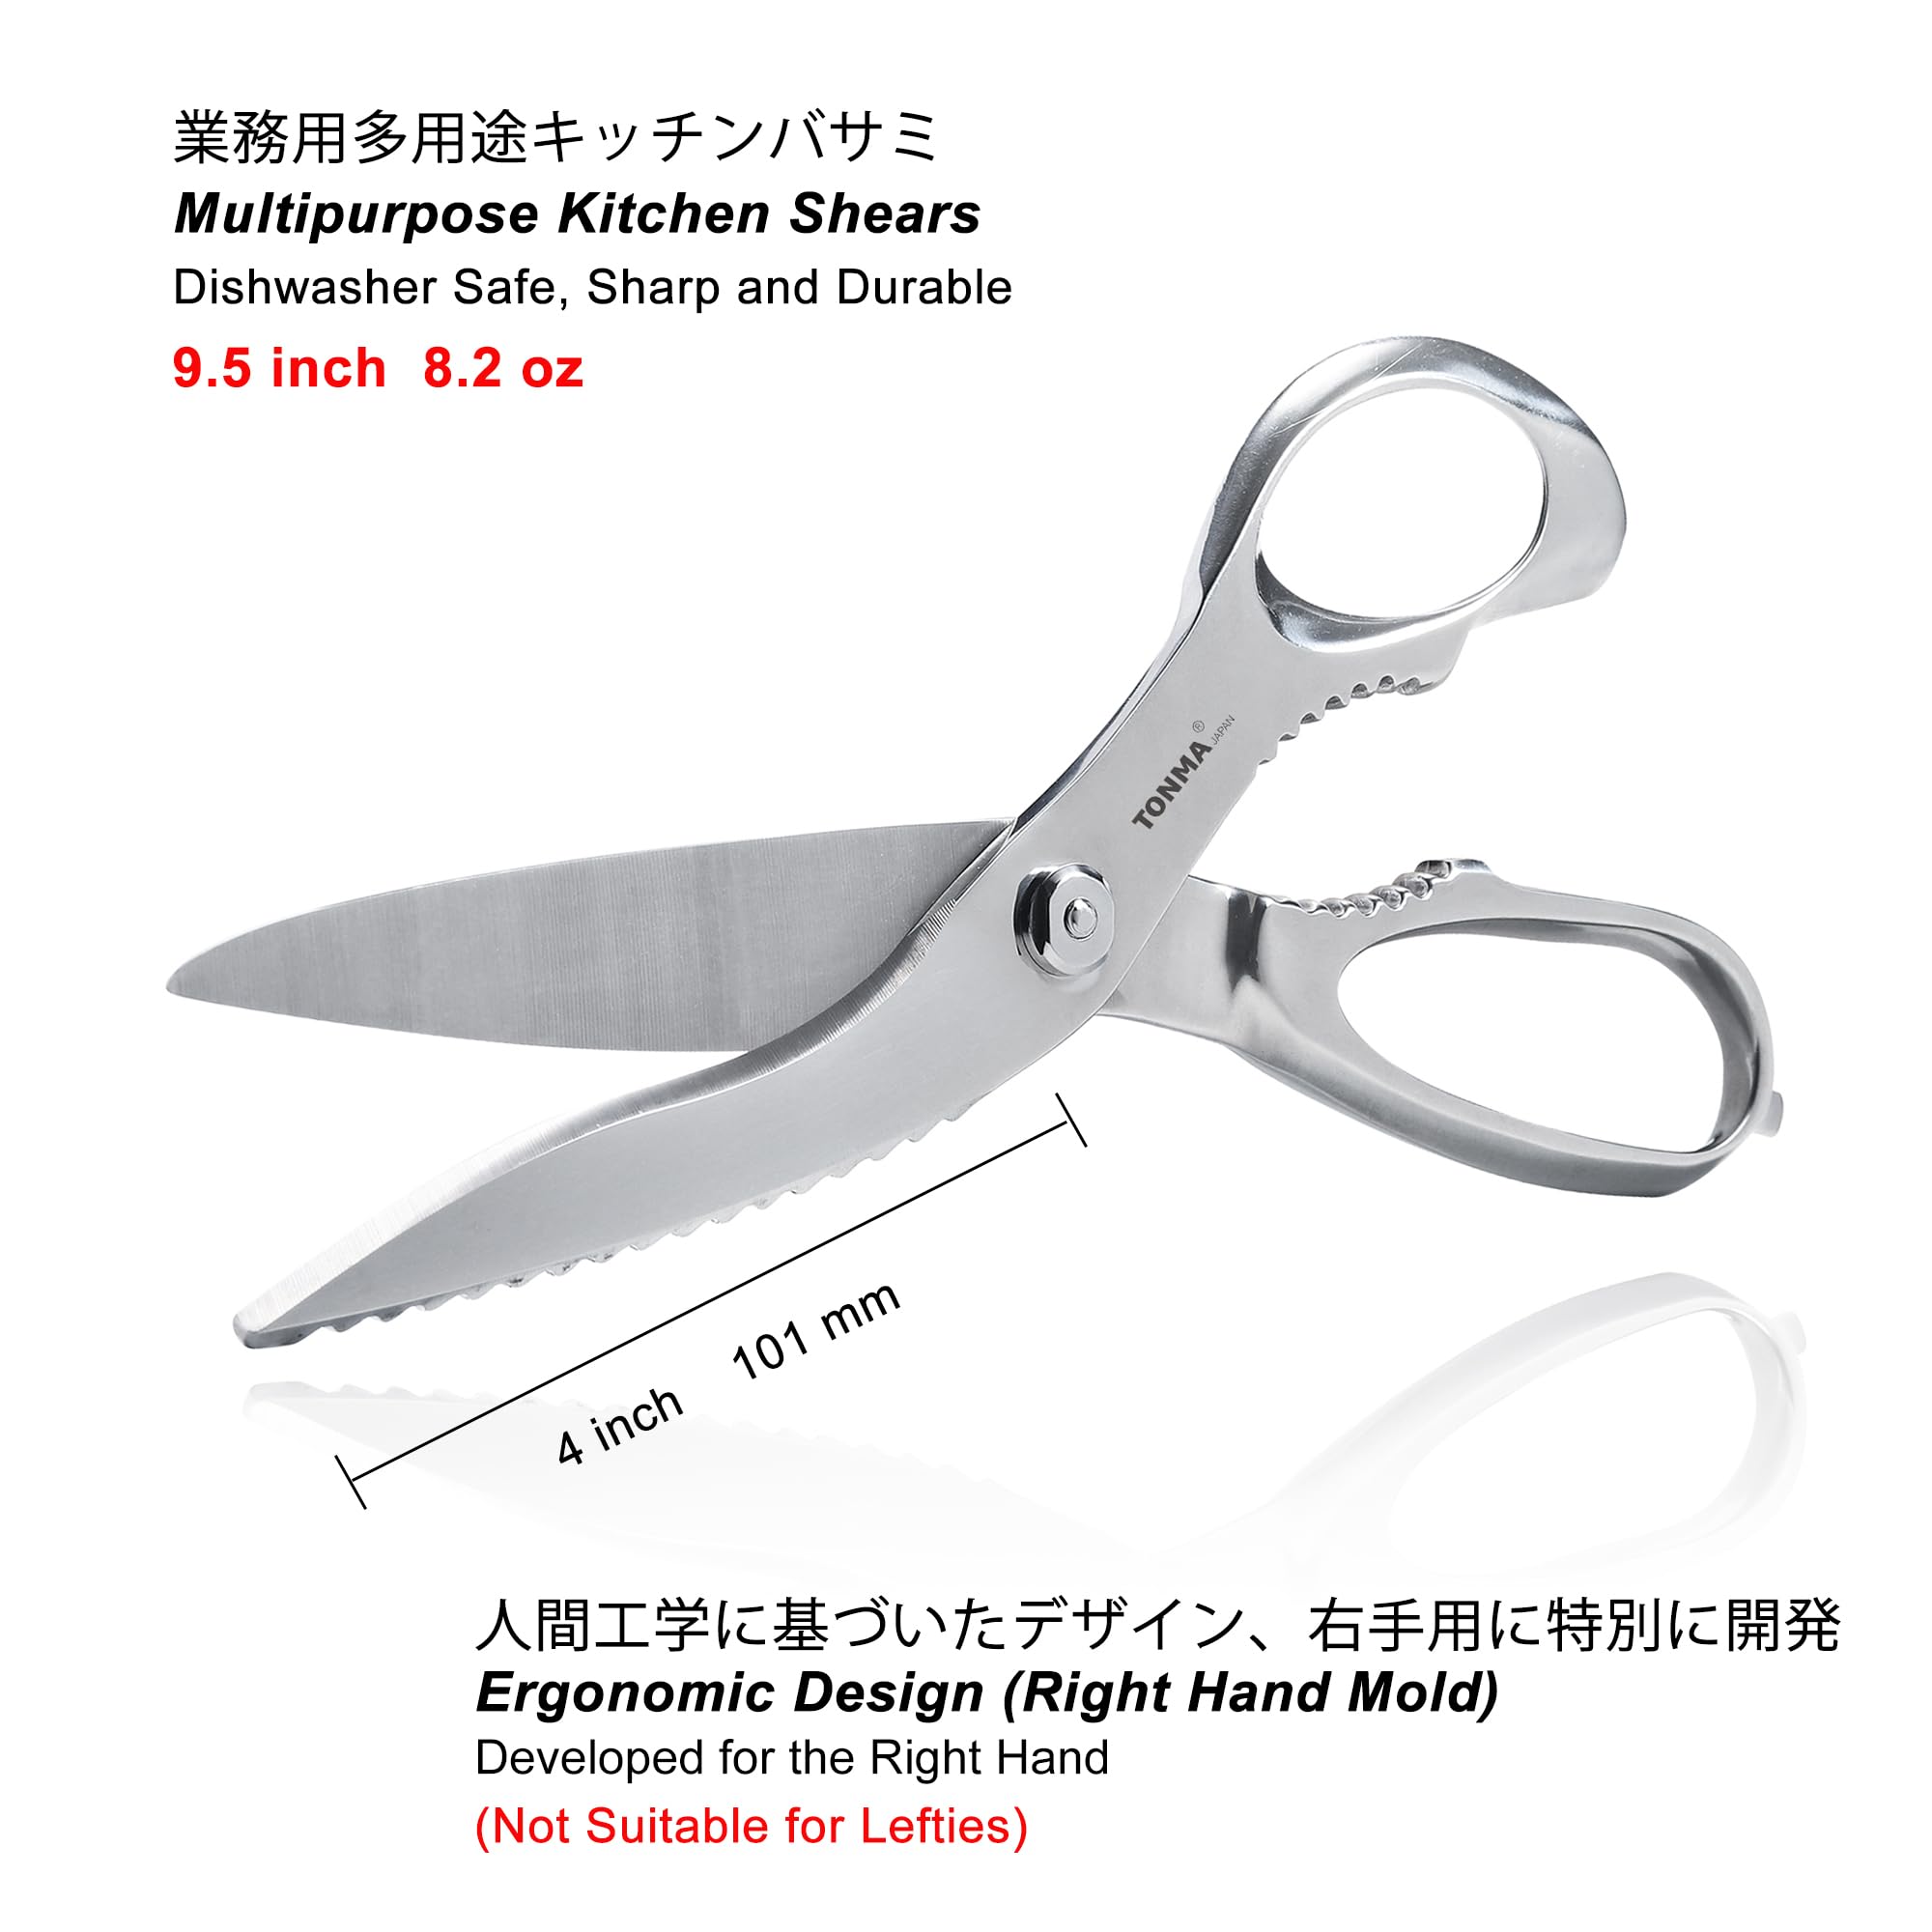 業務用多用途キッチンバサミ
Multipurpose Kitchen Shears
Dishwasher Safe, Sharp and Durable
9.5 inch 8.2 oz
TONMA®
JAPAN
4 inch 101 mm
人間工学に基づいたデザイン、右手用に特別に開発
Ergonomic Design (Right Hand Mold)
Developed for the Right Hand
(Not Suitable for Lefties)